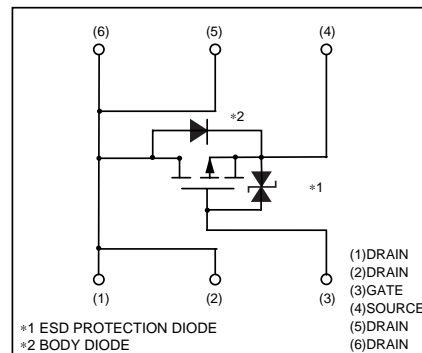 (6) (5) (4)
∗2
∗1
(1) (2) (3)
(1)DRAIN
(2)DRAIN
(3)GATE
(4)SOURCE
(5)DRAIN
(6)DRAIN
∗1 ESD PROTECTION DIODE
∗2 BODY DIODE